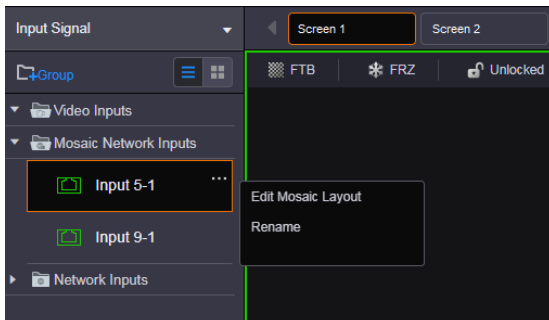 Input Signal
Screen 1
Screen 2
Group
FTB
FRZ
Unlocked
Video Inputs
Mosaic Network Inputs
Input 5-1 ...
Edit Mosaic Layout
Rename
Input 9-1
Network Inputs